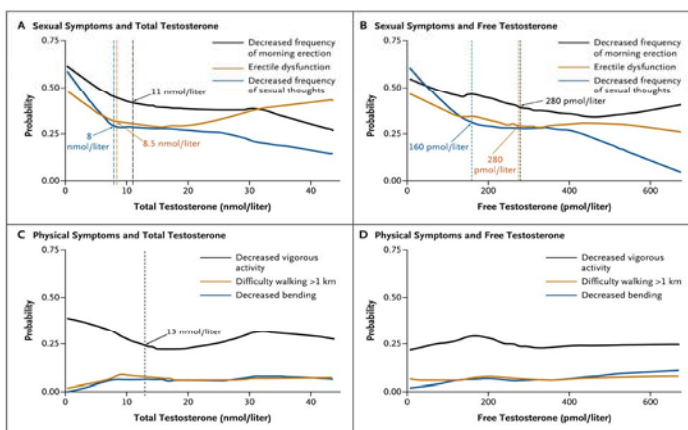 A Sexual Symptoms and Total Testosterone
0.75
0.50
0.25
0.00
Probability
Decreased frequency
of morning erection
Erectile dysfunction
Decreased frequency
of sexual thoughts
11 nmol/liter
8
nmol/liter
8.5 nmol/liter
0 10 20 30 40
Total Testosterone (nmol/liter)
B Sexual Symptoms and Free Testosterone
0.75
0.50
0.25
0.00
Probability
Decreased frequency
of morning erection
Erectile dysfunction
Decreased frequency
of sexual thoughts
280 pmol/liter
160 pmol/liter
280
pmol/liter
0 200 400 600
Free Testosterone (pmol/liter)
C Physical Symptoms and Total Testosterone
0.75
0.50
0.25
0.00
Probability
Decreased vigorous
activity
Difficulty walking >1 km
Decreased bending
13 nmol/liter
0 10 20 30 40
Total Testosterone (nmol/liter)
D Physical Symptoms and Free Testosterone
0.75
0.50
0.25
0.00
Probability
Decreased vigorous
activity
Difficulty walking >1 km
Decreased bending
0 200 400 600
Free Testosterone (pmol/liter)